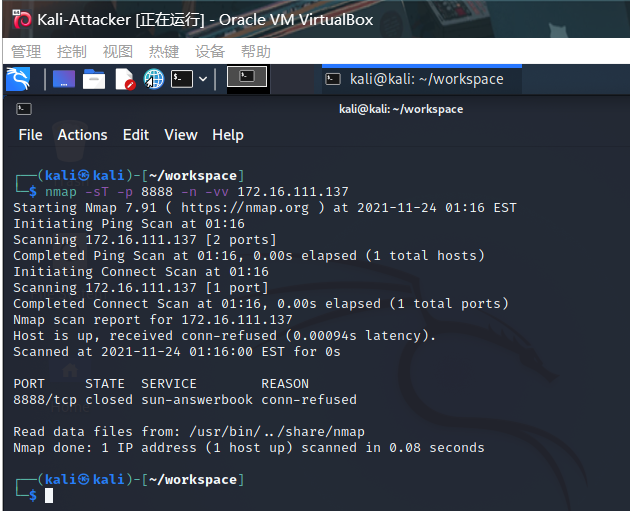 Kali-Attacker [正在运行] - Oracle VM VirtualBox
管理 控制 视图 热键 设备 帮助
kali@kali: ~/workspace
kali@kali: ~/workspace
File Actions Edit View Help
┌──(kali㉿kali)-[~/workspace]
└─$ nmap -sT -p 8888 -n -vv 172.16.111.137
Starting Nmap 7.91 ( https://nmap.org ) at 2021-11-24 01:16 EST
Initiating Ping Scan at 01:16
Scanning 172.16.111.137 [2 ports]
Completed Ping Scan at 01:16, 0.00s elapsed (1 total hosts)
Initiating Connect Scan at 01:16
Scanning 172.16.111.137 [1 port]
Completed Connect Scan at 01:16, 0.00s elapsed (1 total ports)
Nmap scan report for 172.16.111.137
Host is up, received conn-refused (0.00094s latency).
Scanned at 2021-11-24 01:16:00 EST for 0s
PORT     STATE  SERVICE        REASON
8888/tcp closed sun-answerbook conn-refused
Read data files from: /usr/bin/../share/nmap
Nmap done: 1 IP address (1 host up) scanned in 0.08 seconds
┌──(kali㉿kali)-[~/workspace]
└─$